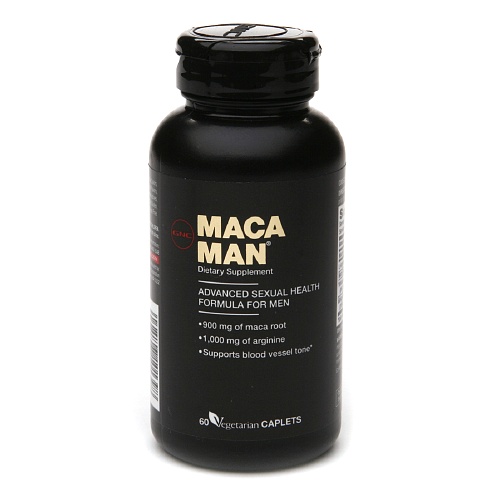 GNC
MACA
MAN®
Dietary Supplement
ADVANCED SEXUAL HEALTH
FORMULA FOR MEN
•900 mg of maca root
•1,000 mg of arginine
•Supports blood vessel tone*
60 Vegetarian CAPLETS